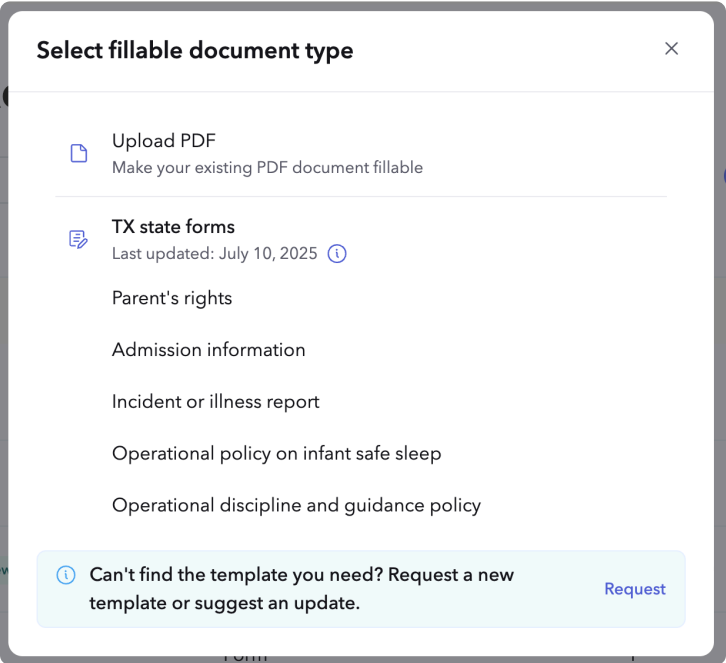 Select fillable document type
Upload PDF
Make your existing PDF document fillable
TX state forms
Last updated: July 10, 2025
Parent's rights
Admission information
Incident or illness report
Operational policy on infant safe sleep
Operational discipline and guidance policy
Can't find the template you need? Request a new
template or suggest an update.
Request